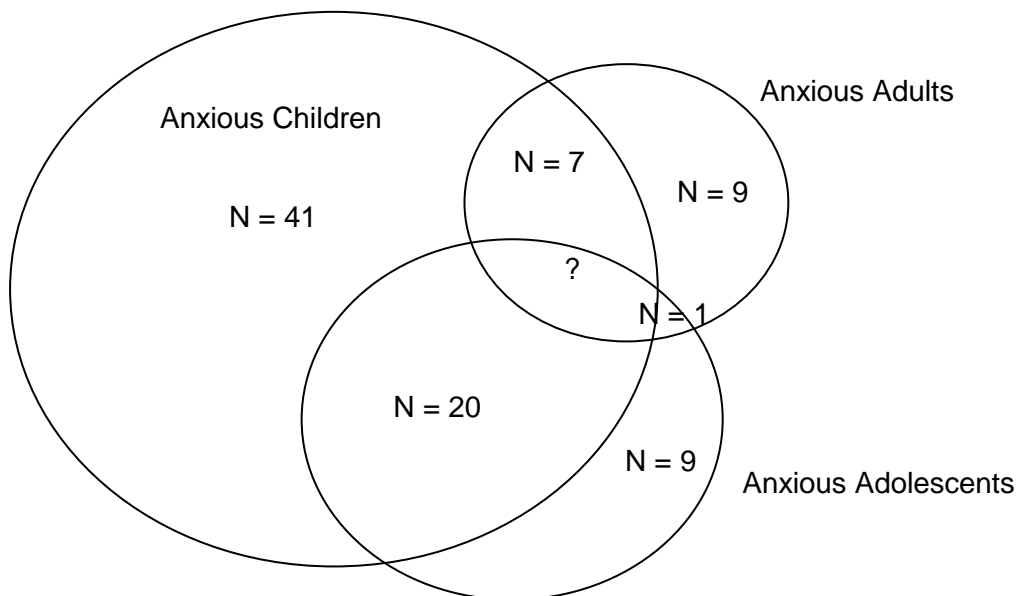 Anxious Adults
Anxious Children
N = 7
N = 9
N = 41
?
N = 1
N = 20
N = 9
Anxious Adolescents